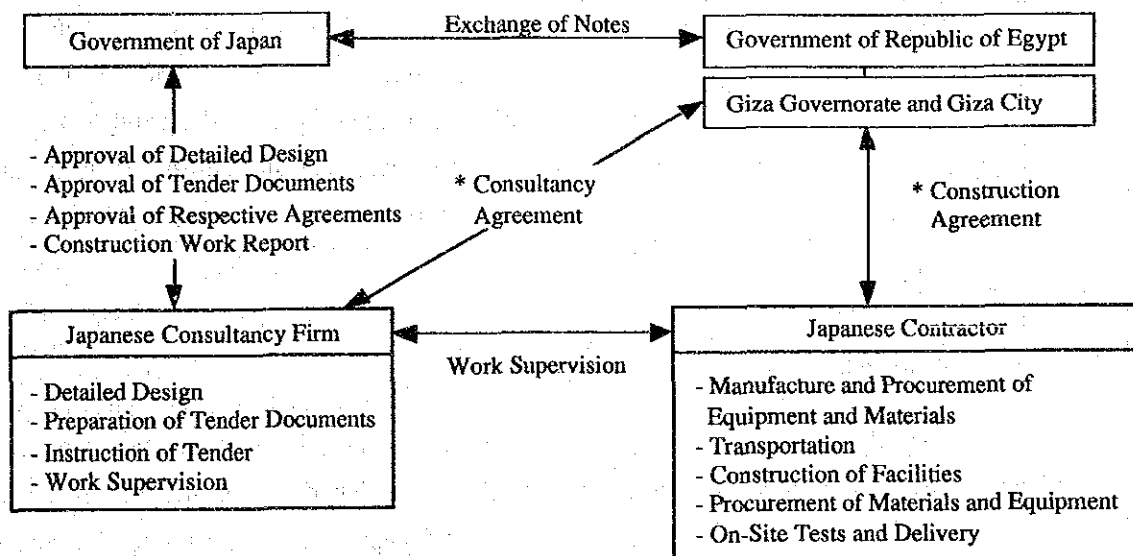 Government of Japan
Exchange of Notes
Government of Republic of Egypt
Giza Governorate and Giza City
- Approval of Detailed Design
- Approval of Tender Documents
- Approval of Respective Agreements
- Construction Work Report
* Consultancy
Agreement
* Construction
Agreement
Japanese Consultancy Firm
- Detailed Design
- Preparation of Tender Documents
- Instruction of Tender
- Work Supervision
Work Supervision
Japanese Contractor
- Manufacture and Procurement of
Equipment and Materials
- Transportation
- Construction of Facilities
- Procurement of Materials and Equipment
- On-Site Tests and Delivery